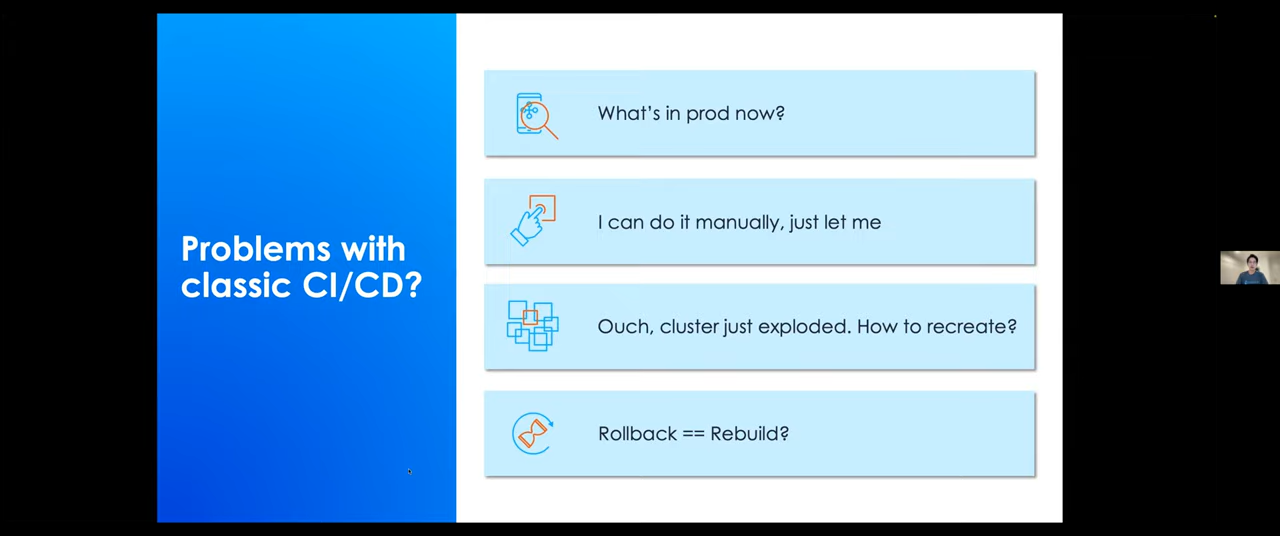 Problems with
classic CI/CD?
What’s in prod now?
I can do it manually, just let me
Ouch, cluster just exploded. How to recreate?
Rollback == Rebuild?